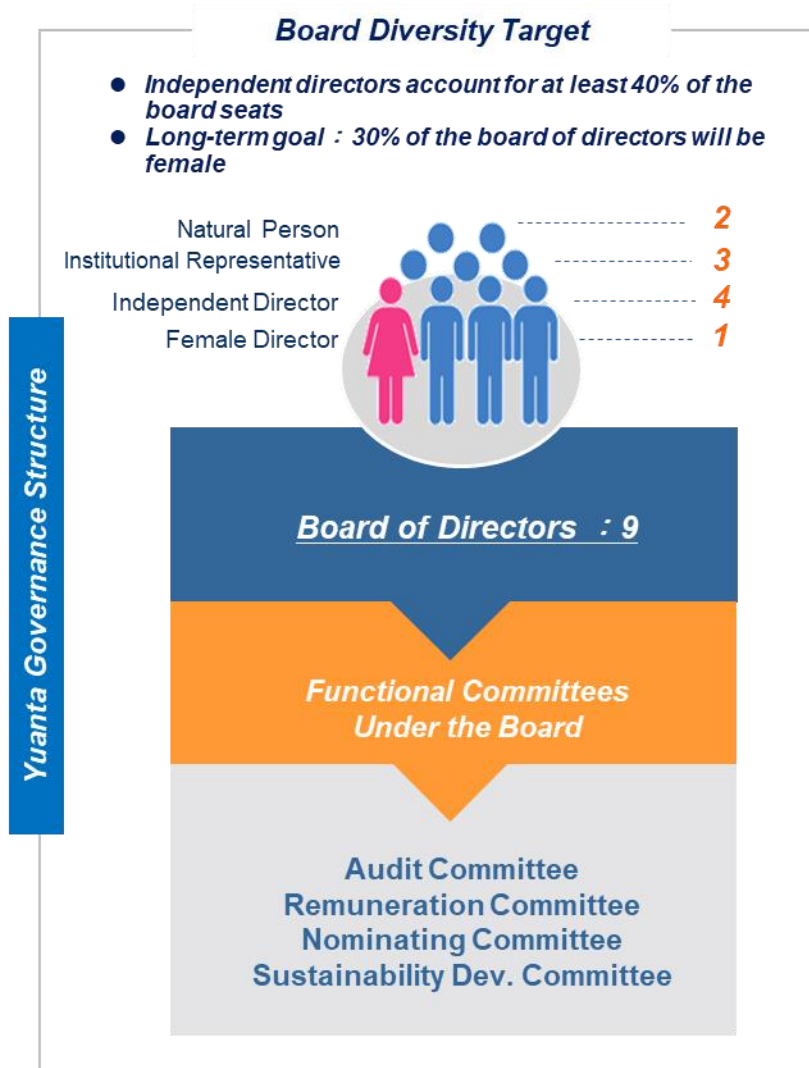 Board Diversity Target
● Independent directors account for at least 40% of the
board seats
● Long-term goal：30% of the board of directors will be
female
Natural Person 2
Institutional Representative 3
Independent Director 4
Female Director 1
Yuanta Governance Structure
Board of Directors ：9
Functional Committees
Under the Board
Audit Committee
Remuneration Committee
Nominating Committee
Sustainability Dev. Committee